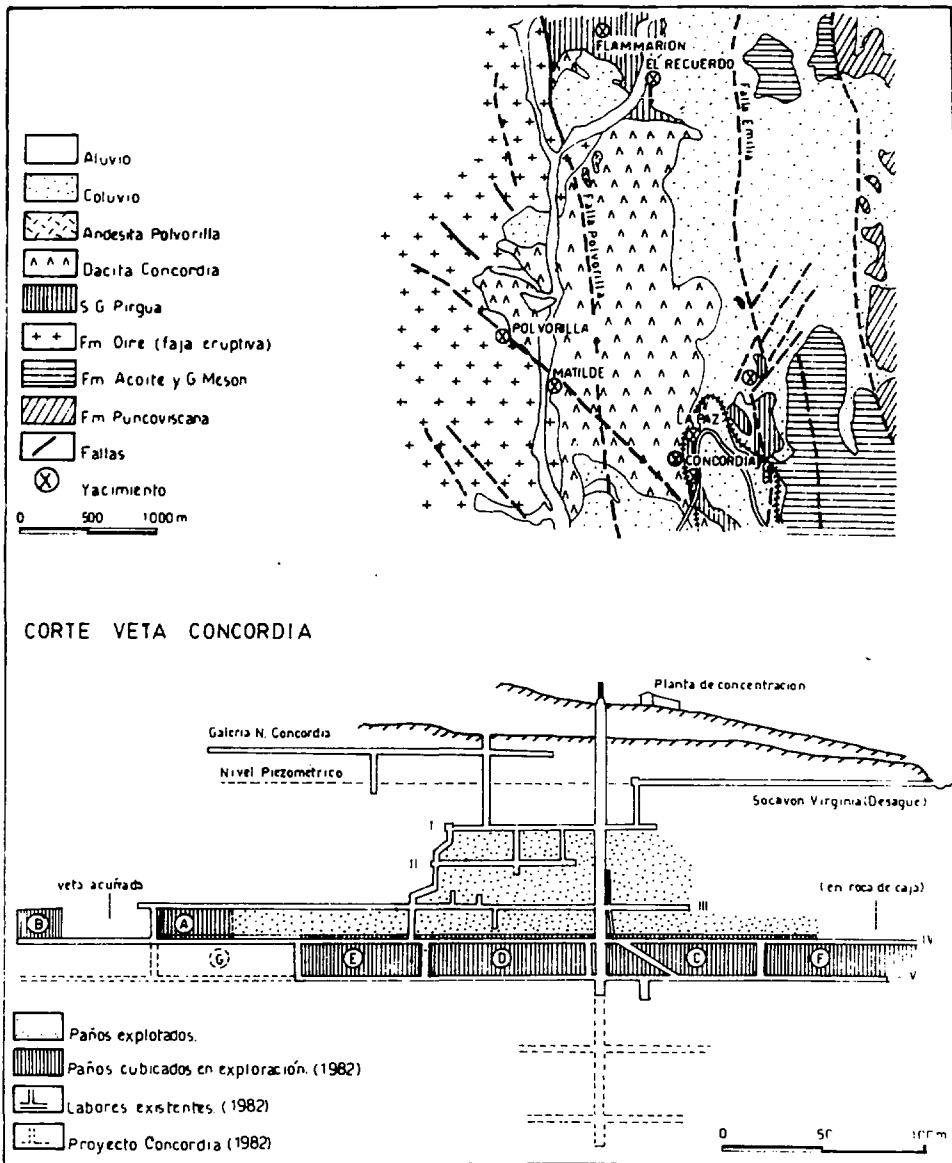 FLAMMARION
EL RECUERDO
Falla Emilia
Falla Polvorilla
POLVORILLA
MATILDE
LA PAZ
CONCORDIA
Aluvio
Coluvio
Andesita Polvorilla
Dacita Concordia
S G Pirgua
Fm Oire (faja eruptiva)
Fm Acoite y G Meson
Fm Puncoviscana
Fallas
Yacimiento
0 500 1000 m
CORTE VETA CONCORDIA
Planta de concentracion
Galeria N. Concordia
Nivel Piezométrico
Socavon Virginia (Desague)
I
II
veta acuñada
(en roca de caja)
III
B
A
IV
G
E
D
C
F
V
Paños explotados.
Paños cubicados en exploración. (1982)
Labores existentes. (1982)
Proyecto Concordia (1982)
0 50 100 m